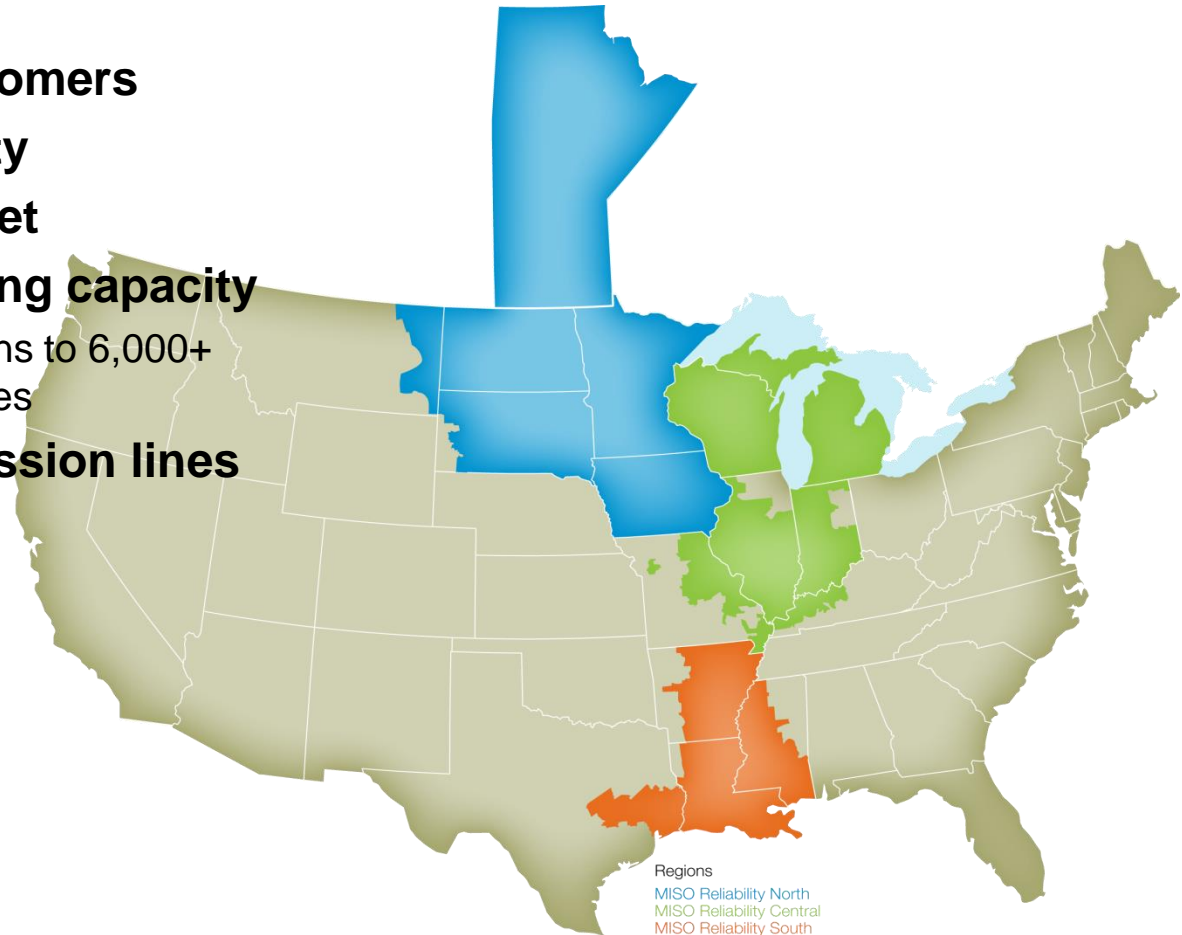 omers
ty
et
ng capacity
ns to 6,000+
es
ssion lines
Regions
MISO Reliability North
MISO Reliability Central
MISO Reliability South